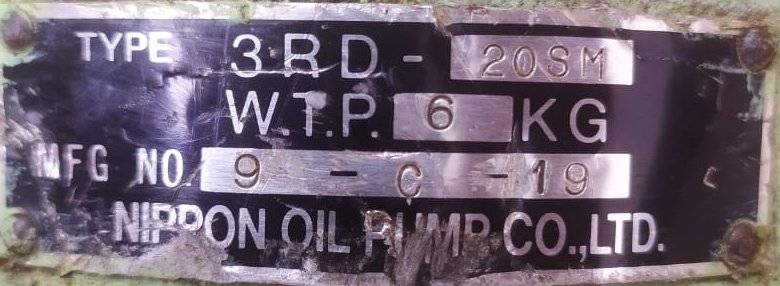 TYPE 3RD-20SM
W.T.P. 6 KG
MFG NO. 9-C-19
NIPPON OIL PUMP CO.,LTD.